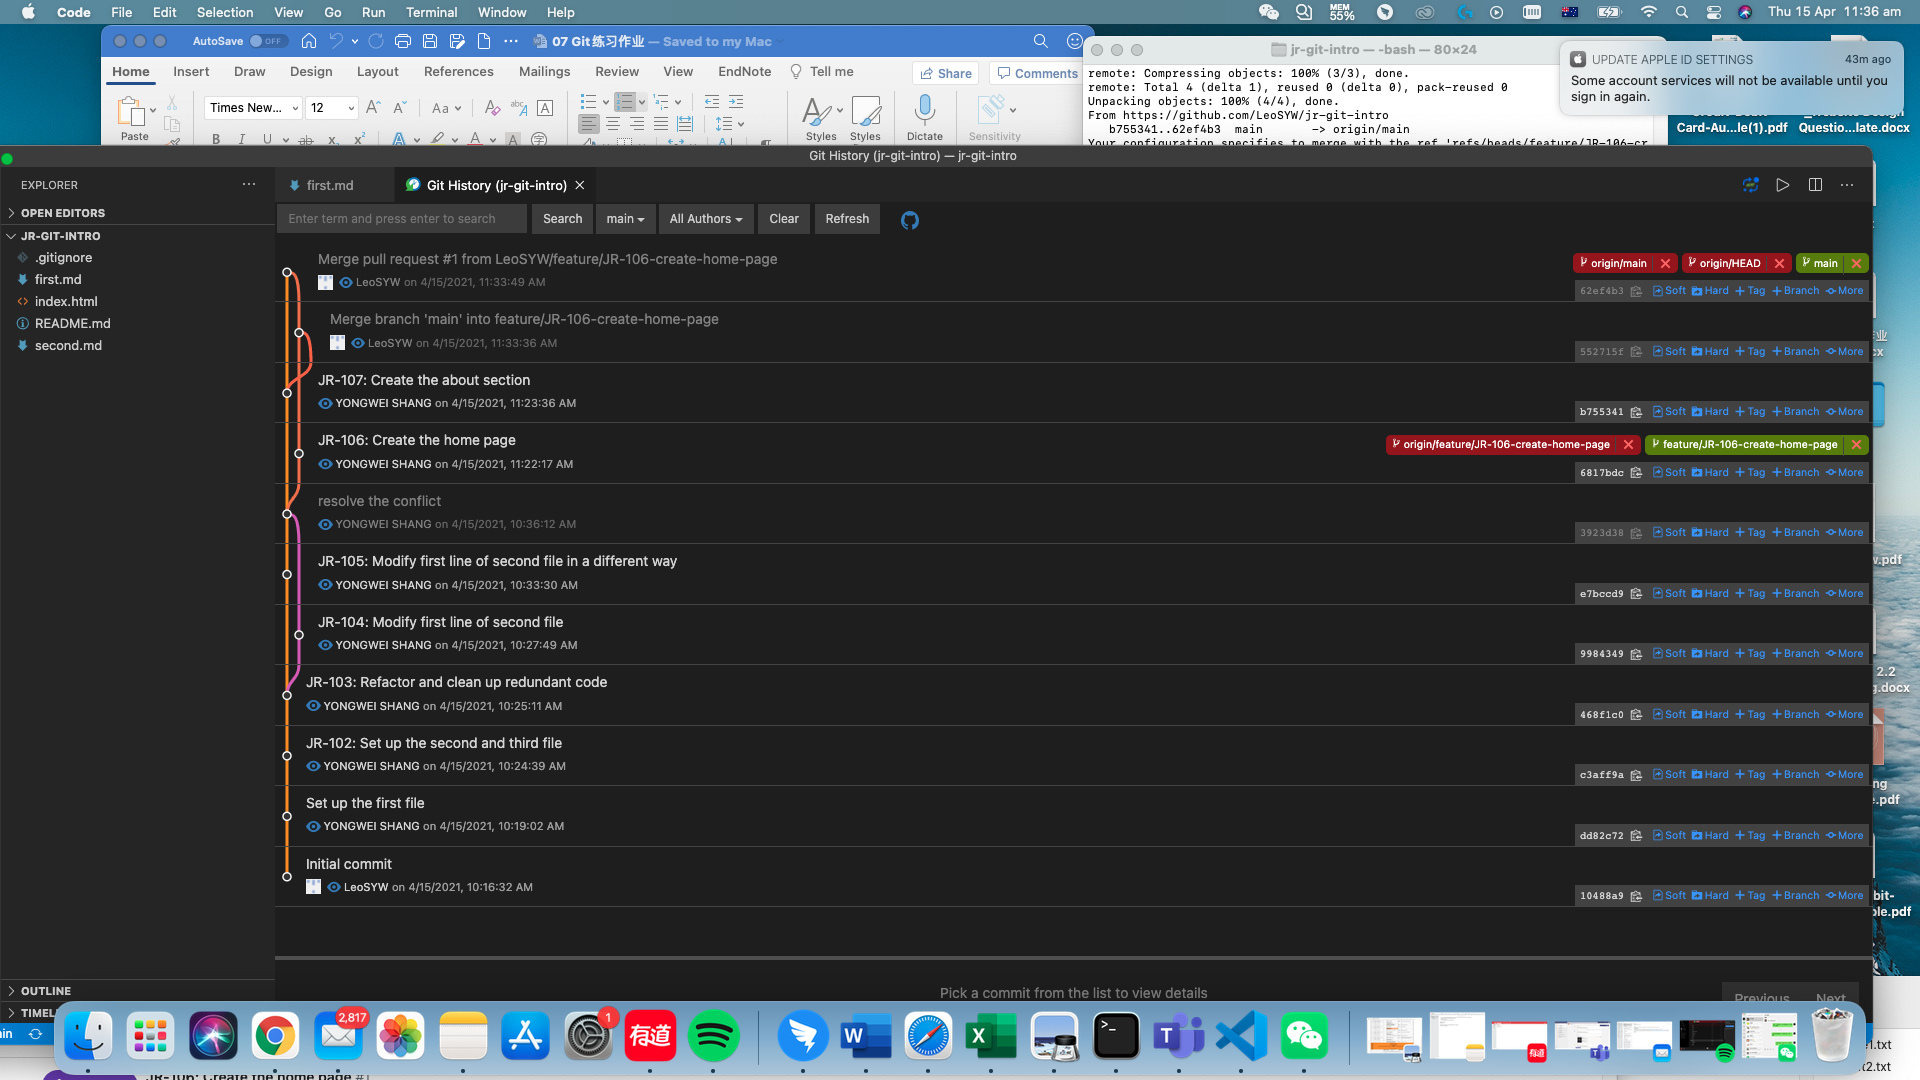 Code File Edit Selection View Go Run Terminal Window Help
MEM 55%
Thu 15 Apr 11:36 am
AutoSave OFF
07 Git练习作业 — Saved to my Mac
Home Insert Draw Design Layout References Mailings Review View EndNote Tell me
Share Comments
Paste
Times New... 12
Aa
B I U ab x x
Styles Styles Dictate Sensitivity
jr-git-intro — -bash — 80×24
remote: Compressing objects: 100% (3/3), done.
remote: Total 4 (delta 1), reused 0 (delta 0), pack-reused 0
Unpacking objects: 100% (4/4), done.
From https://github.com/LeoSYW/jr-git-intro
b755341..62ef4b3 main -> origin/main
Your configuration specifies to merge with the ref 'refs/heads/feature/JR-106-cr
UPDATE APPLE ID SETTINGS 43m ago
Some account services will not be available until you
sign in again.
Card-Au...le(1).pdf Questio...late.docx
Git History (jr-git-intro) — jr-git-intro
EXPLORER
OPEN EDITORS
JR-GIT-INTRO
.gitignore
first.md
index.html
README.md
second.md
OUTLINE
first.md Git History (jr-git-intro)
Enter term and press enter to search Search main All Authors Clear Refresh
Merge pull request #1 from LeoSYW/feature/JR-106-create-home-page
origin/main origin/HEAD main
LeoSYW on 4/15/2021, 11:33:49 AM
62ef4b3 Soft Hard Tag Branch More
Merge branch 'main' into feature/JR-106-create-home-page
LeoSYW on 4/15/2021, 11:33:36 AM
552715f Soft Hard Tag Branch More
JR-107: Create the about section
YONGWEI SHANG on 4/15/2021, 11:23:36 AM
b755341 Soft Hard Tag Branch More
JR-106: Create the home page
origin/feature/JR-106-create-home-page feature/JR-106-create-home-page
YONGWEI SHANG on 4/15/2021, 11:22:17 AM
6817bdc Soft Hard Tag Branch More
resolve the conflict
YONGWEI SHANG on 4/15/2021, 10:36:12 AM
3923d38 Soft Hard Tag Branch More
JR-105: Modify first line of second file in a different way
YONGWEI SHANG on 4/15/2021, 10:33:30 AM
e7bccd9 Soft Hard Tag Branch More
JR-104: Modify first line of second file
YONGWEI SHANG on 4/15/2021, 10:27:49 AM
9984349 Soft Hard Tag Branch More
JR-103: Refactor and clean up redundant code
YONGWEI SHANG on 4/15/2021, 10:25:11 AM
468f1c0 Soft Hard Tag Branch More
JR-102: Set up the second and third file
YONGWEI SHANG on 4/15/2021, 10:24:39 AM
c3aff9a Soft Hard Tag Branch More
Set up the first file
YONGWEI SHANG on 4/15/2021, 10:19:02 AM
dd82c72 Soft Hard Tag Branch More
Initial commit
LeoSYW on 4/15/2021, 10:16:32 AM
10488a9 Soft Hard Tag Branch More
Pick a commit from the list to view details
Previous Next
2,817
1
有道
W
X
T
2.2
g.docx
.pdf
bit-
ble.pdf
JR-106: Create the home page #1